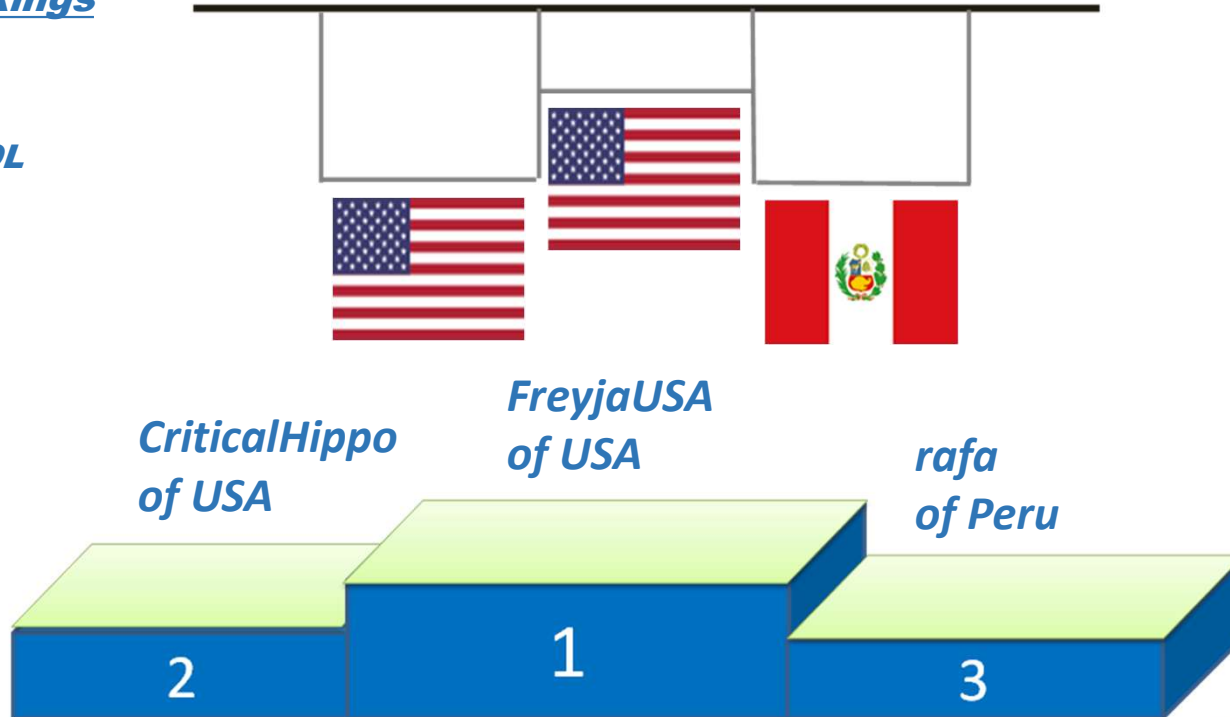 FreyjaUSA
of USA
CriticalHippo
of USA
rafa
of Peru
1
2
3